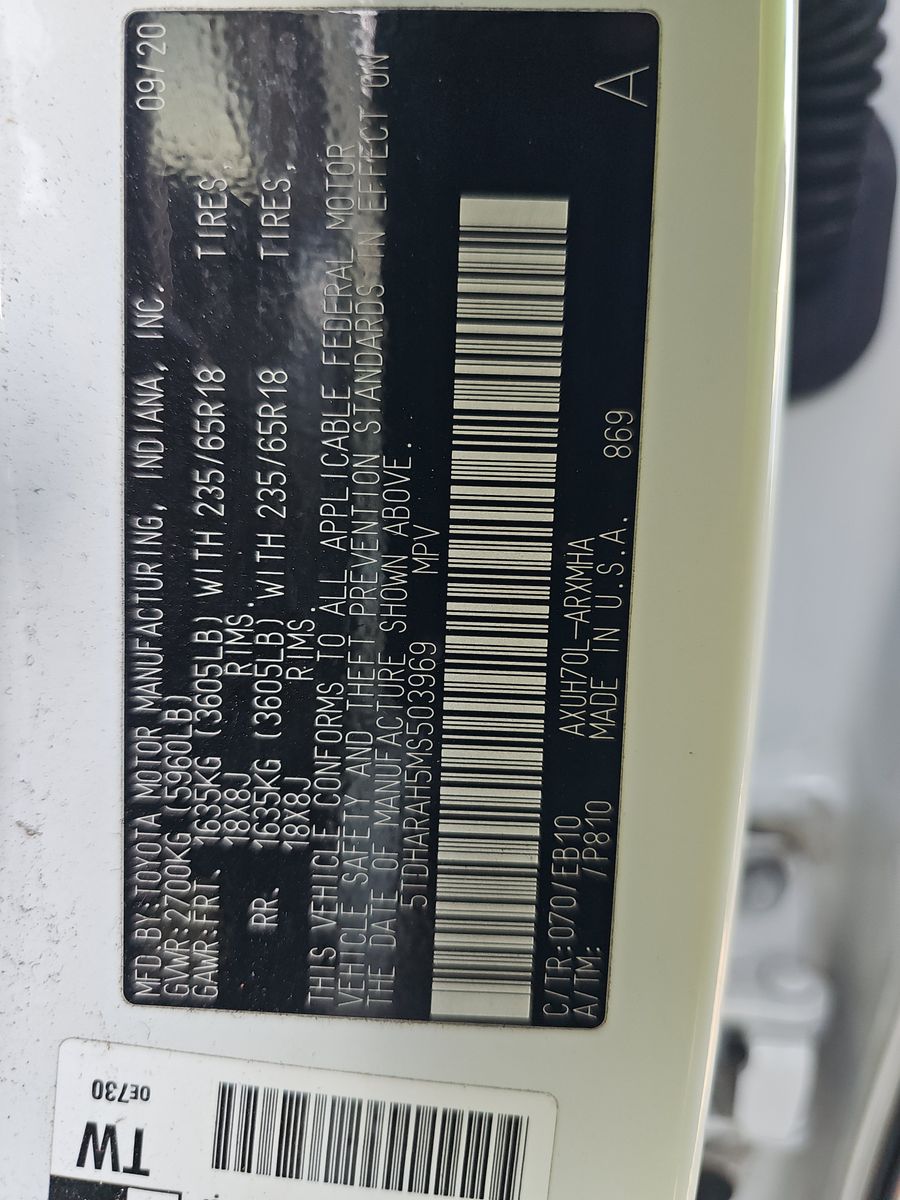 MFD BY:TOYOTA MOTOR MANUFACTURING, INDIANA, INC. 09/20
GVWR:2700KG (5960LB)
GAWR:FRT. 1635KG (3605LB) WITH 235/65R18 TIRES,
18X8J RIMS.
RR. 1635KG (3605LB) WITH 235/65R18 TIRES,
18X8J RIMS.
THIS VEHICLE CONFORMS TO ALL APPLICABLE FEDERAL MOTOR
VEHICLE SAFETY AND THEFT PREVENTION STANDARDS IN EFFECT ON
THE DATE OF MANUFACTURE SHOWN ABOVE.
5TDHARAH5MS503969 MPV
C/TR:070/EB10 AXUH70L-ARXMHA 869 A
A/TM: /P810 MADE IN U.S.A.
TW 0E730